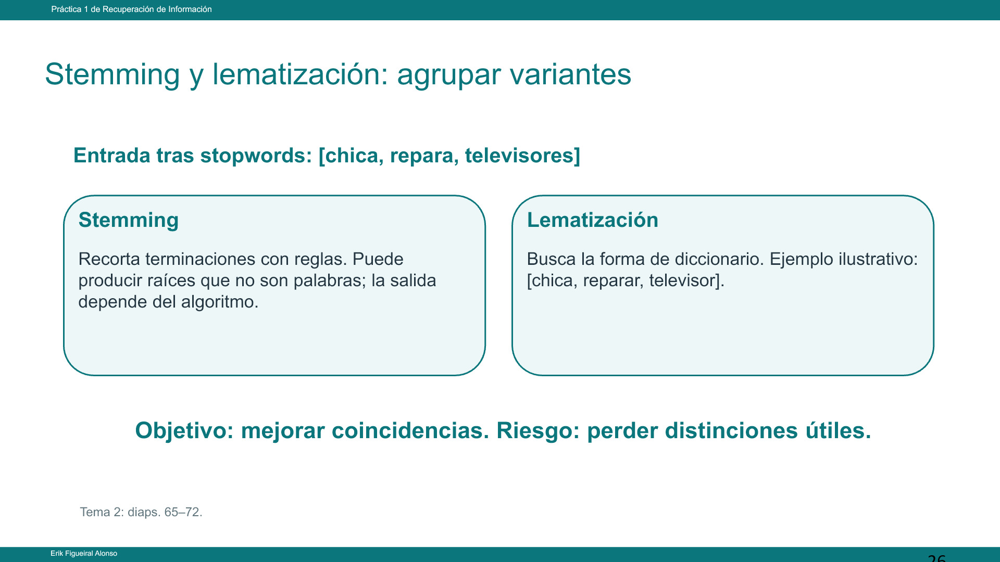 Práctica 1 de Recuperación de Información
Stemming y lematización: agrupar variantes
Entrada tras stopwords: [chica, repara, televisores]
Stemming
Recorta terminaciones con reglas. Puede
producir raíces que no son palabras; la salida
depende del algoritmo.
Lematización
Busca la forma de diccionario. Ejemplo ilustrativo:
[chica, reparar, televisor].
Objetivo: mejorar coincidencias. Riesgo: perder distinciones útiles.
Tema 2: diaps. 65–72.
Erik Figueiral Alonso
26